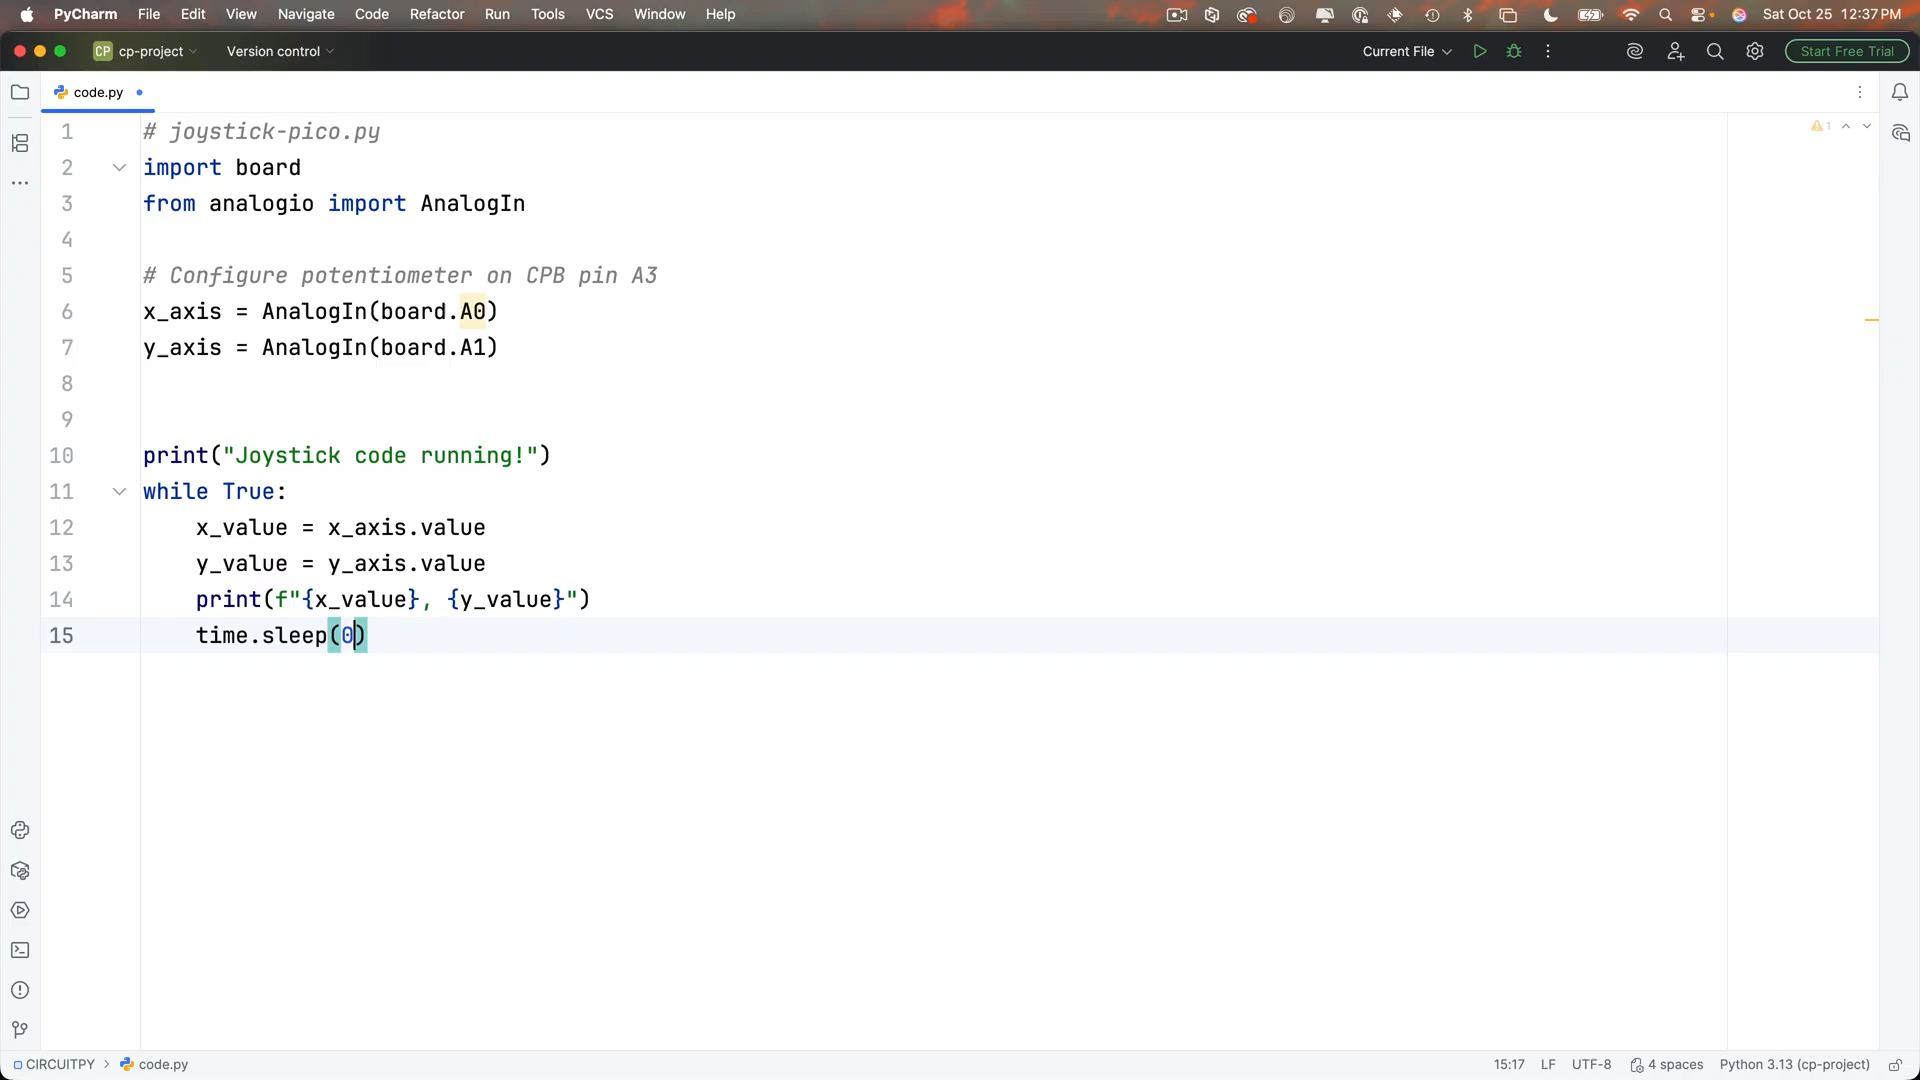 PyCharm File Edit View Navigate Code Refactor Run Tools VCS Window Help Sat Oct 25 12:37 PM
CP cp-project Version control Current File Start Free Trial
code.py
1 # joystick-pico.py
2 import board
3 from analogio import AnalogIn
4
5 # Configure potentiometer on CPB pin A3
6 x_axis = AnalogIn(board.A0)
7 y_axis = AnalogIn(board.A1)
8
9
10 print("Joystick code running!")
11 while True:
12     x_value = x_axis.value
13     y_value = y_axis.value
14     print(f"{x_value}, {y_value}")
15     time.sleep(0)
1
CIRCUITPY > code.py 15:17 LF UTF-8 4 spaces Python 3.13 (cp-project)